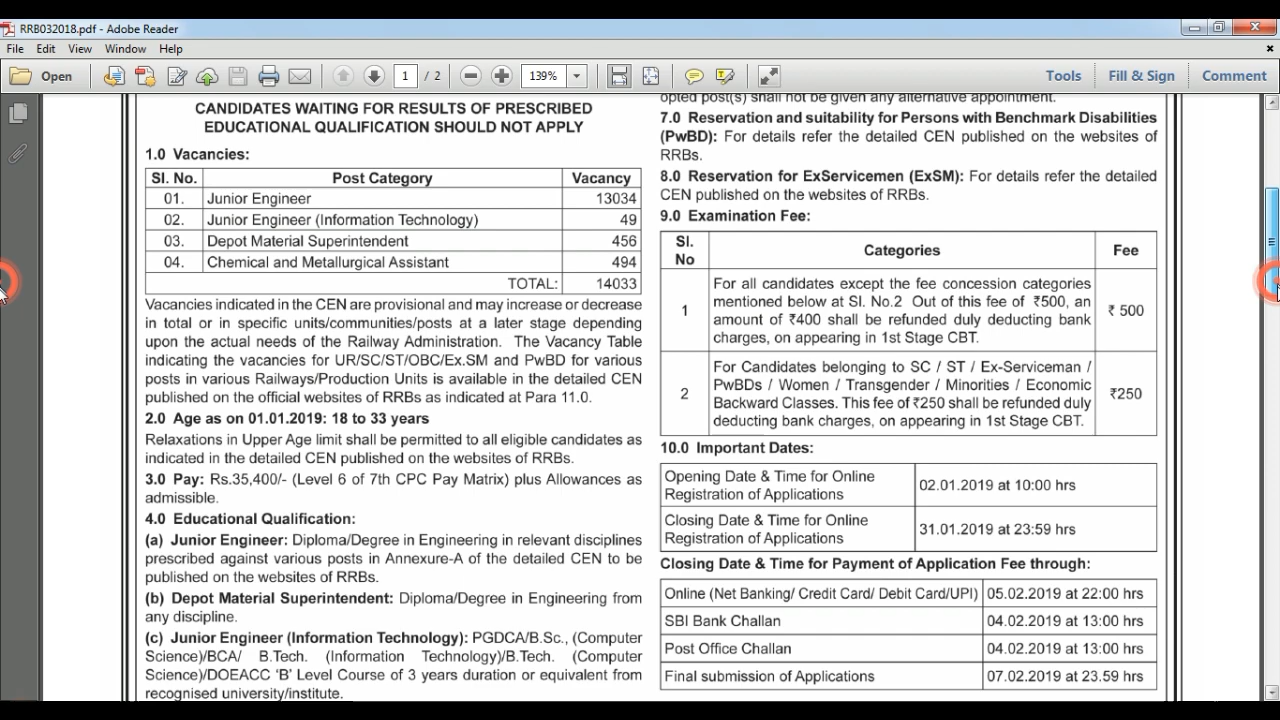 RRB032018.pdf - Adobe Reader
File Edit View Window Help
Open 1 / 2 139% Tools Fill & Sign Comment
CANDIDATES WAITING FOR RESULTS OF PRESCRIBED
EDUCATIONAL QUALIFICATION SHOULD NOT APPLY
1.0 Vacancies:
Sl. No. Post Category Vacancy
01. Junior Engineer 13034
02. Junior Engineer (Information Technology) 49
03. Depot Material Superintendent 456
04. Chemical and Metallurgical Assistant 494
TOTAL: 14033
Vacancies indicated in the CEN are provisional and may increase or decrease
in total or in specific units/communities/posts at a later stage depending
upon the actual needs of the Railway Administration. The Vacancy Table
indicating the vacancies for UR/SC/ST/OBC/Ex.SM and PwBD for various
posts in various Railways/Production Units is available in the detailed CEN
published on the official websites of RRBs as indicated at Para 11.0.
2.0 Age as on 01.01.2019: 18 to 33 years
Relaxations in Upper Age limit shall be permitted to all eligible candidates as
indicated in the detailed CEN published on the websites of RRBs.
3.0 Pay: Rs.35,400/- (Level 6 of 7th CPC Pay Matrix) plus Allowances as
admissible.
4.0 Educational Qualification:
(a) Junior Engineer: Diploma/Degree in Engineering in relevant disciplines
prescribed against various posts in Annexure-A of the detailed CEN to be
published on the websites of RRBs.
(b) Depot Material Superintendent: Diploma/Degree in Engineering from
any discipline.
(c) Junior Engineer (Information Technology): PGDCA/B.Sc., (Computer
Science)/BCA/ B.Tech. (Information Technology)/B.Tech. (Computer
Science)/DOEACC ‘B’ Level Course of 3 years duration or equivalent from
recognised university/institute.
opted post(s) shall not be given any alternative appointment.
7.0 Reservation and suitability for Persons with Benchmark Disabilities
(PwBD): For details refer the detailed CEN published on the websites of
RRBs.
8.0 Reservation for ExServicemen (ExSM): For details refer the detailed
CEN published on the websites of RRBs.
9.0 Examination Fee:
Sl.
No Categories Fee
For all candidates except the fee concession categories
mentioned below at Sl. No.2 Out of this fee of ₹500, an
1 amount of ₹400 shall be refunded duly deducting bank ₹ 500
charges, on appearing in 1st Stage CBT.
For Candidates belonging to SC / ST / Ex-Serviceman /
PwBDs / Women / Transgender / Minorities / Economic
2 Backward Classes. This fee of ₹250 shall be refunded duly ₹250
deducting bank charges, on appearing in 1st Stage CBT.
10.0 Important Dates:
Opening Date & Time for Online
Registration of Applications 02.01.2019 at 10:00 hrs
Closing Date & Time for Online
Registration of Applications 31.01.2019 at 23:59 hrs
Closing Date & Time for Payment of Application Fee through:
Online (Net Banking/ Credit Card/ Debit Card/UPI) 05.02.2019 at 22:00 hrs
SBI Bank Challan 04.02.2019 at 13:00 hrs
Post Office Challan 04.02.2019 at 13:00 hrs
Final submission of Applications 07.02.2019 at 23.59 hrs